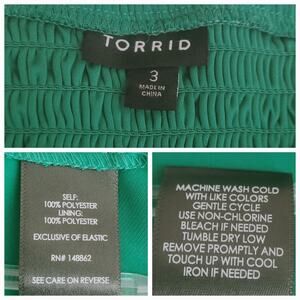 TORRID
3
MADE IN
CHINA
SELF:
100% POLYESTER
LINING:
100% POLYESTER
EXCLUSIVE OF ELASTIC
RN# 148862
SEE CARE ON REVERSE
MACHINE WASH COLD
WITH LIKE COLORS
GENTLE CYCLE
USE NON-CHLORINE
BLEACH IF NEEDED
TUMBLE DRY LOW
REMOVE PROMPTLY AND
TOUCH UP WITH COOL
IRON IF NEEDED